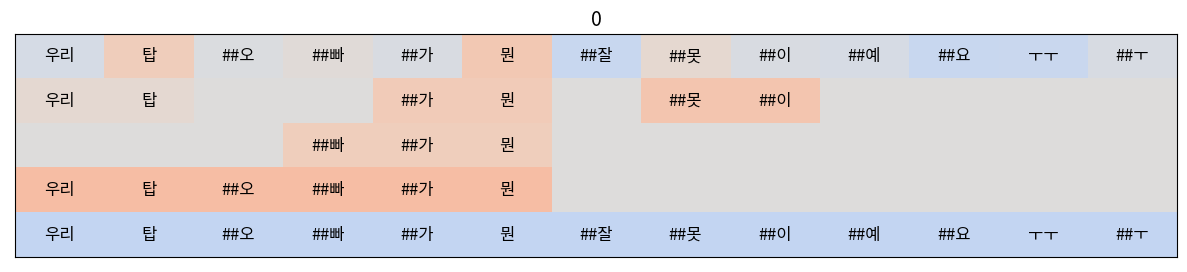 0
우리 탑 ##오 ##빠 ##가 뭔 ##잘 ##못 ##이 ##예 ##요 ㅜㅜ ##ㅜ
우리 탑 ##가 뭔 ##못 ##이
##빠 ##가 뭔
우리 탑 ##오 ##빠 ##가 뭔
우리 탑 ##오 ##빠 ##가 뭔 ##잘 ##못 ##이 ##예 ##요 ㅜㅜ ##ㅜ